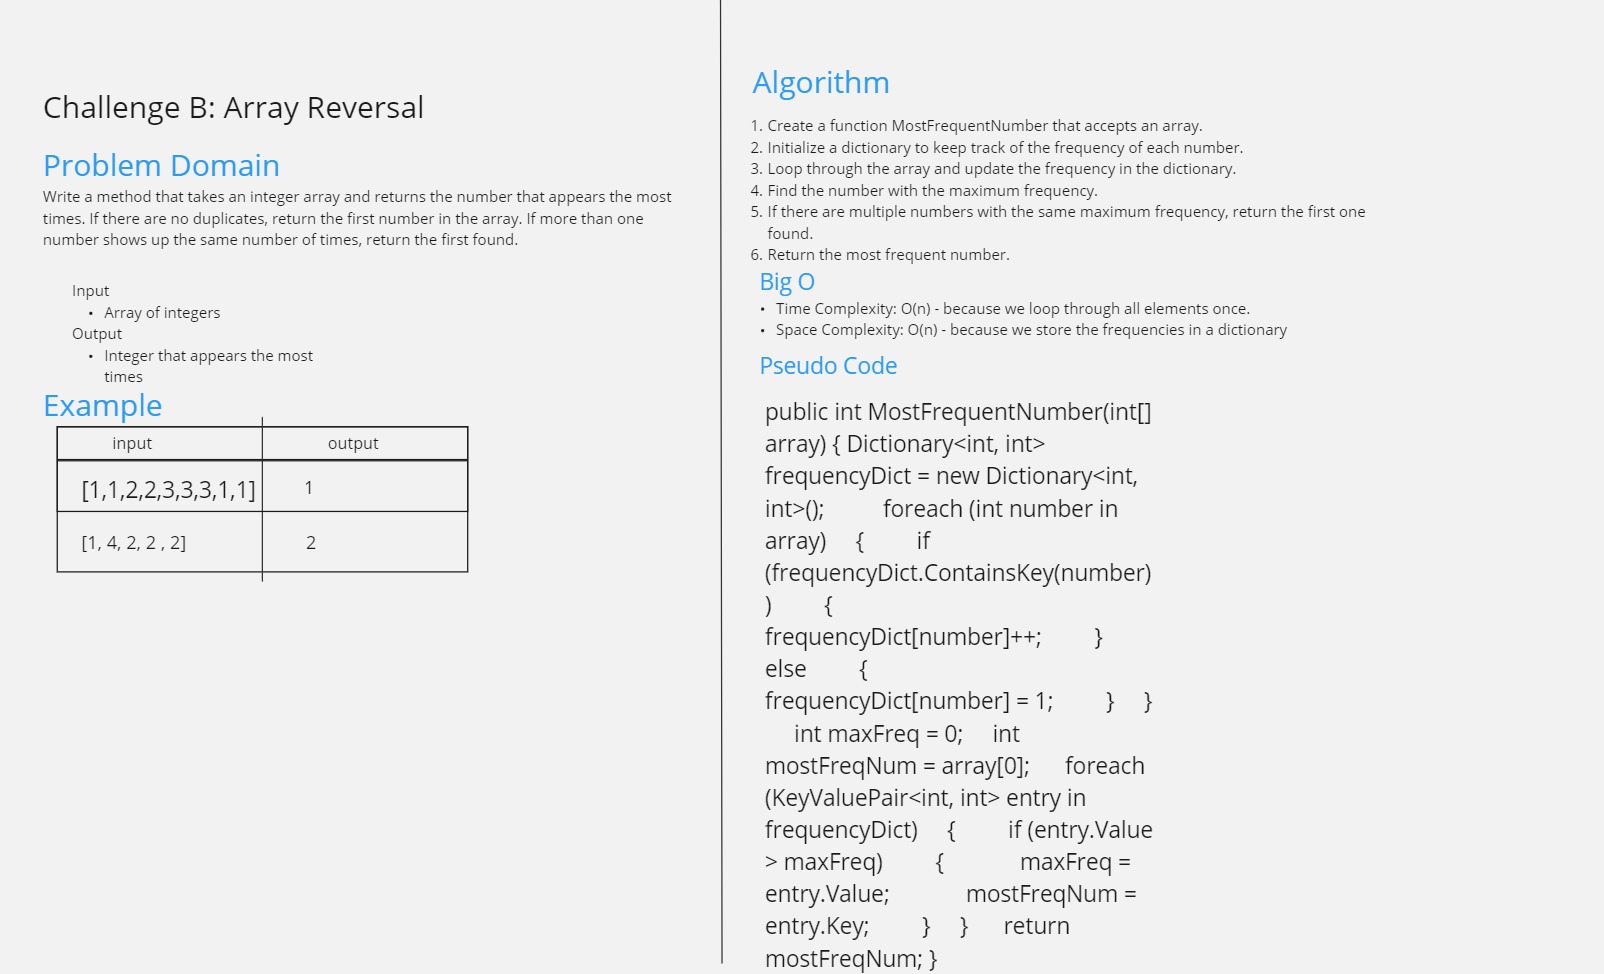 Challenge B: Array Reversal
Problem Domain
Write a method that takes an integer array and returns the number that appears the most
times. If there are no duplicates, return the first number in the array. If more than one
number shows up the same number of times, return the first found.
Input
• Array of integers
Output
• Integer that appears the most
times
Example
input output
[1,1,2,2,3,3,3,1,1] 1
[1, 4, 2, 2 , 2] 2
Algorithm
1. Create a function MostFrequentNumber that accepts an array.
2. Initialize a dictionary to keep track of the frequency of each number.
3. Loop through the array and update the frequency in the dictionary.
4. Find the number with the maximum frequency.
5. If there are multiple numbers with the same maximum frequency, return the first one
found.
6. Return the most frequent number.
Big O
• Time Complexity: O(n) - because we loop through all elements once.
• Space Complexity: O(n) - because we store the frequencies in a dictionary
Pseudo Code
public int MostFrequentNumber(int[]
array) { Dictionary<int, int>
frequencyDict = new Dictionary<int,
int>(); foreach (int number in
array) { if
(frequencyDict.ContainsKey(number)
) {
frequencyDict[number]++; }
else {
frequencyDict[number] = 1; } }
int maxFreq = 0; int
mostFreqNum = array[0]; foreach
(KeyValuePair<int, int> entry in
frequencyDict) { if (entry.Value
> maxFreq) { maxFreq =
entry.Value; mostFreqNum =
entry.Key; } } return
mostFreqNum; }